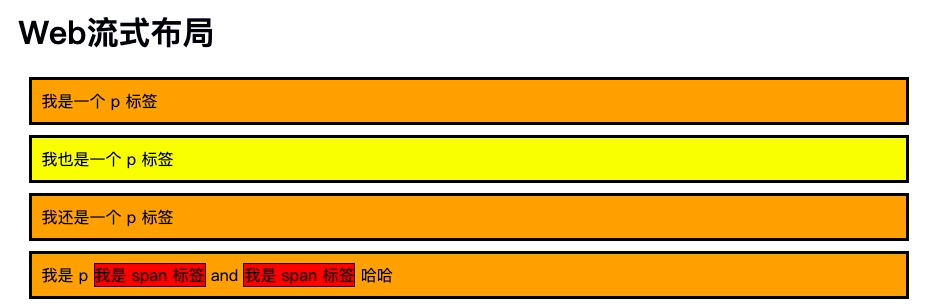 Web流式布局
我是一个 p 标签
我也是一个 p 标签
我还是一个 p 标签
我是 p 我是 span 标签 and 我是 span 标签 哈哈